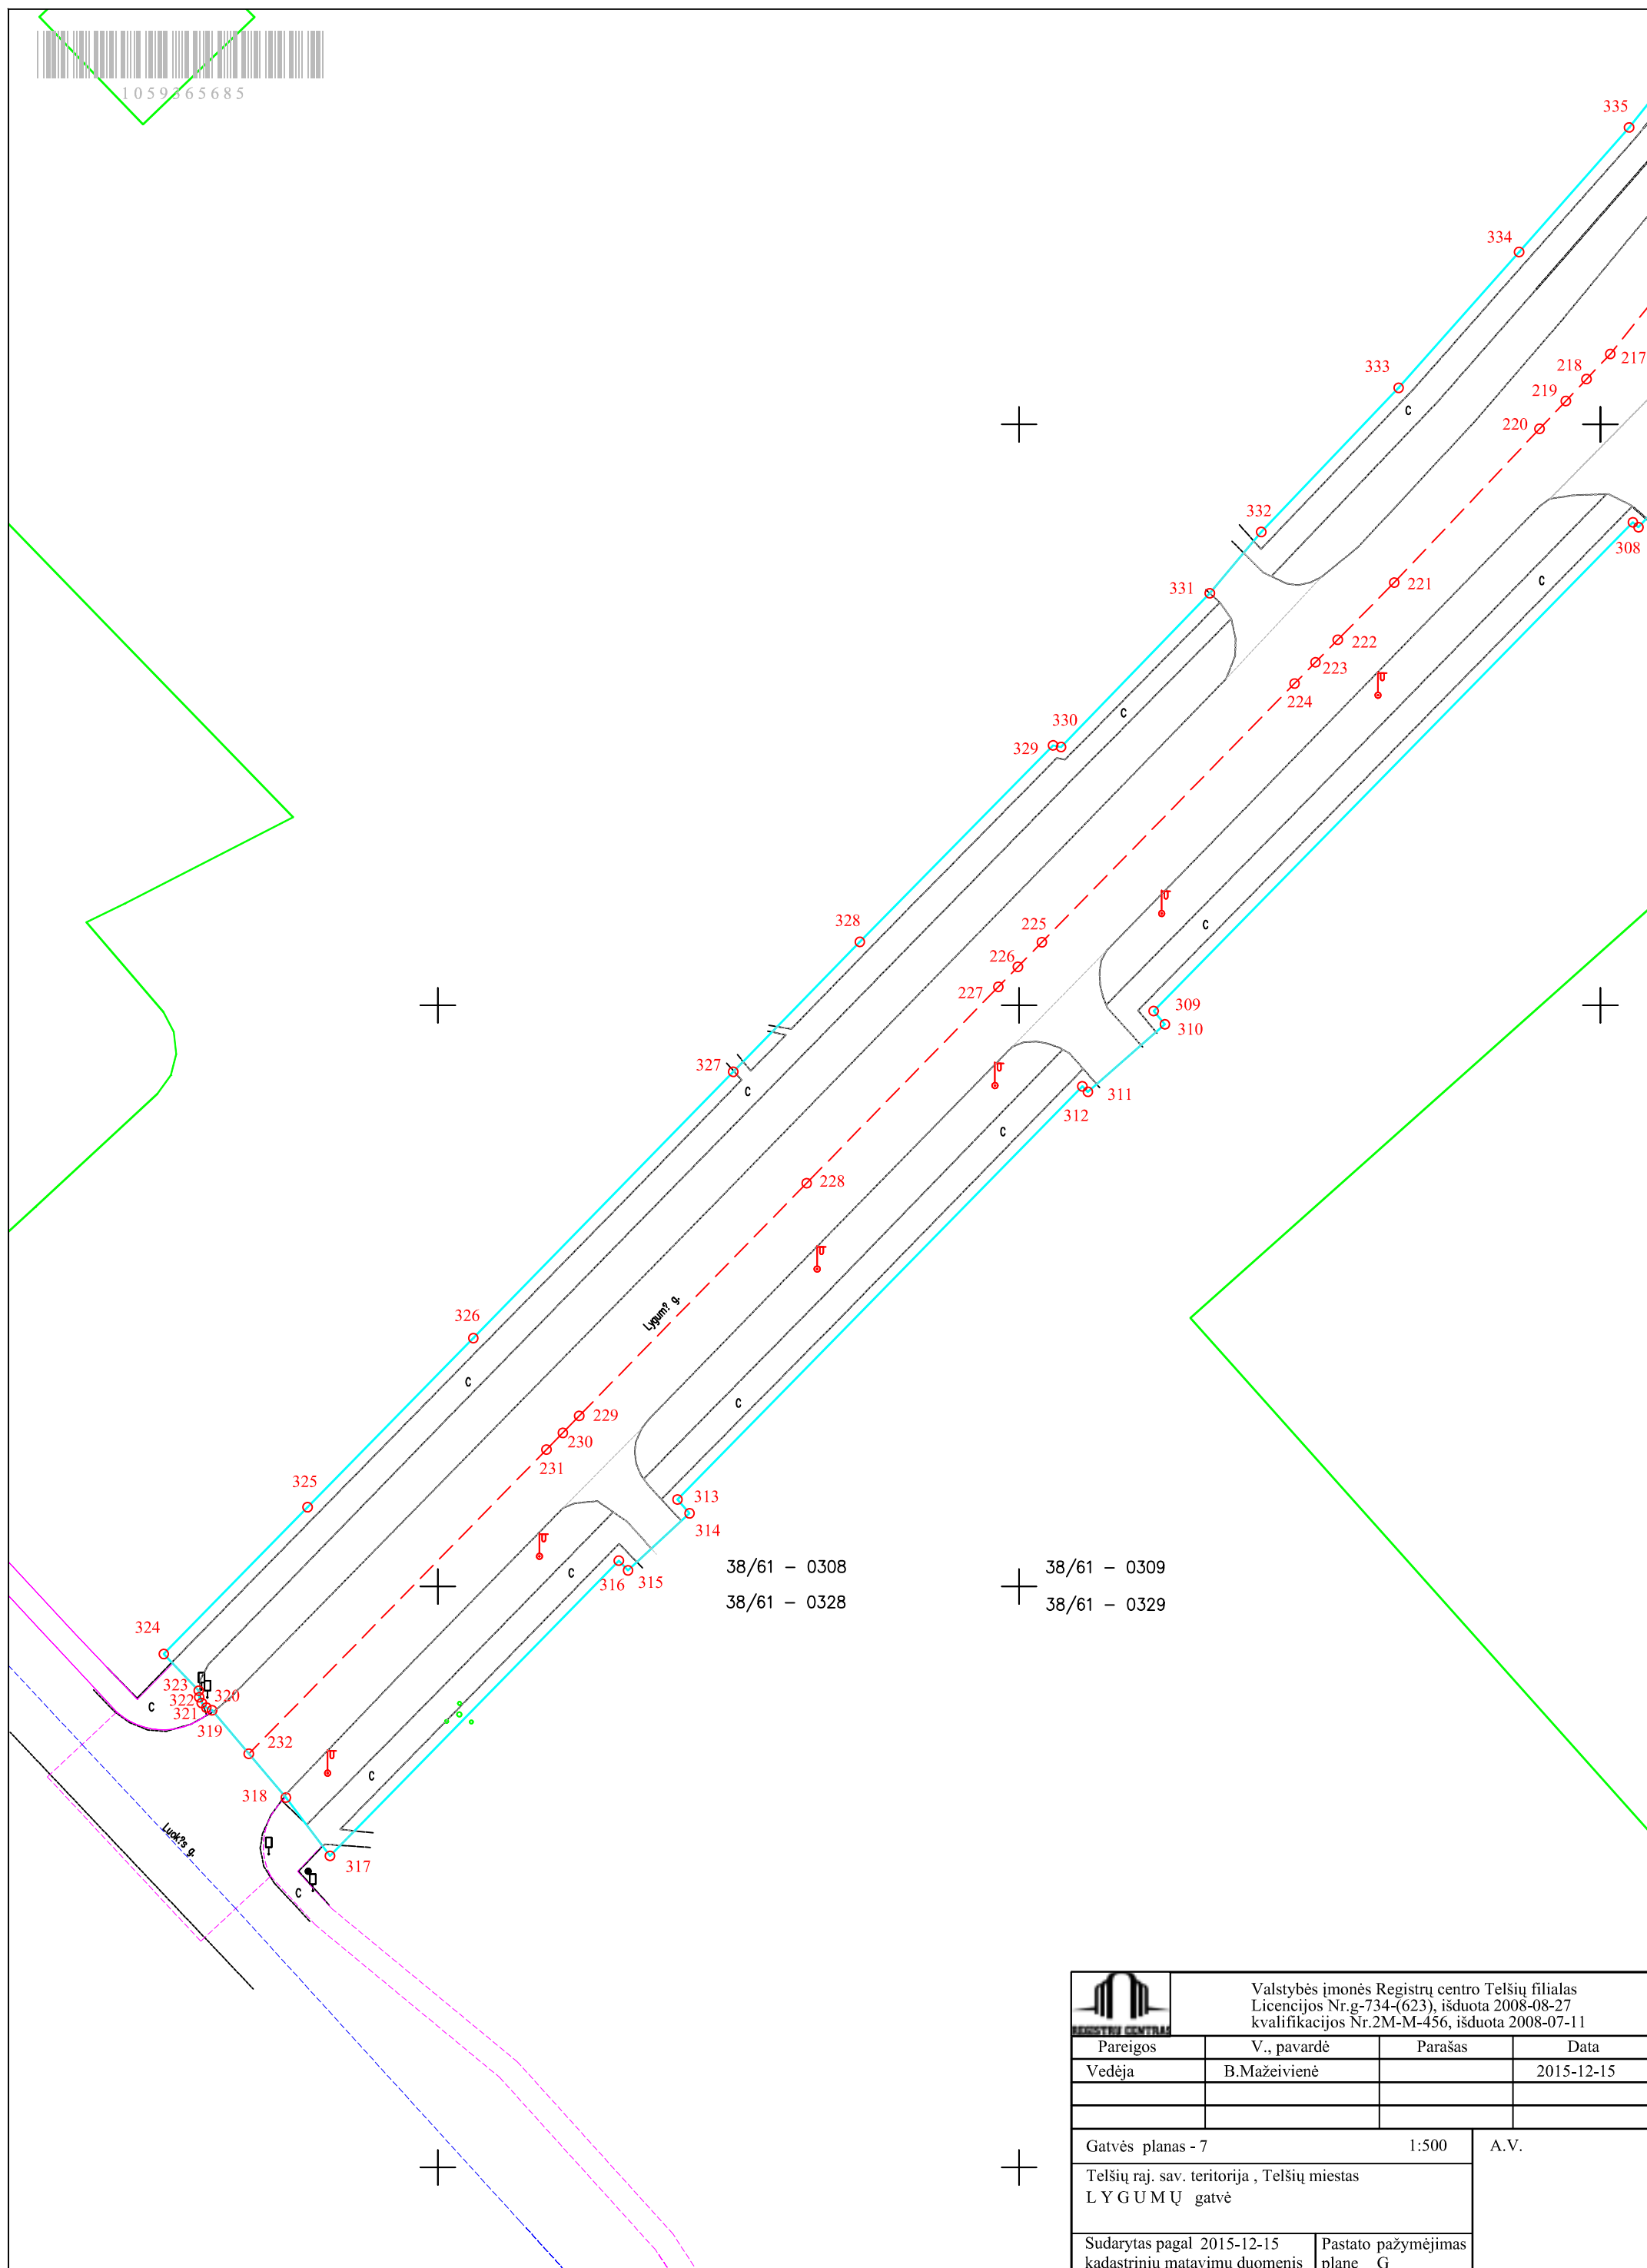 1059365685
335
334
333
217
218
219
220
332
308
331
221
222
223
224
C
330
329
C
C
328
225
226
227
C
309
310
327
311
312
C
C
228
Lygum? g.
326
C
C
229
230
231
325
313
314
316
315
C
38/61 – 0308
38/61 – 0309
38/61 – 0328
38/61 – 0329
324
323
322
321
320
319
C
232
318
C
317
Luok?s g.
C
REGISTRŲ CENTRAS
Valstybės įmonės Registrų centro Telšių filialas
Licencijos Nr.g-734-(623), išduota 2008-08-27
kvalifikacijos Nr.2M-M-456, išduota 2008-07-11
Pareigos V., pavardė Parašas Data
Vedėja B.Mažeivienė 2015-12-15
Gatvės planas - 7 1:500 A.V.
Telšių raj. sav. teritorija , Telšių miestas
L Y G U M Ų gatvė
Sudarytas pagal 2015-12-15 Pastato pažymėjimas
kadastrinių matavimų duomenis plane G